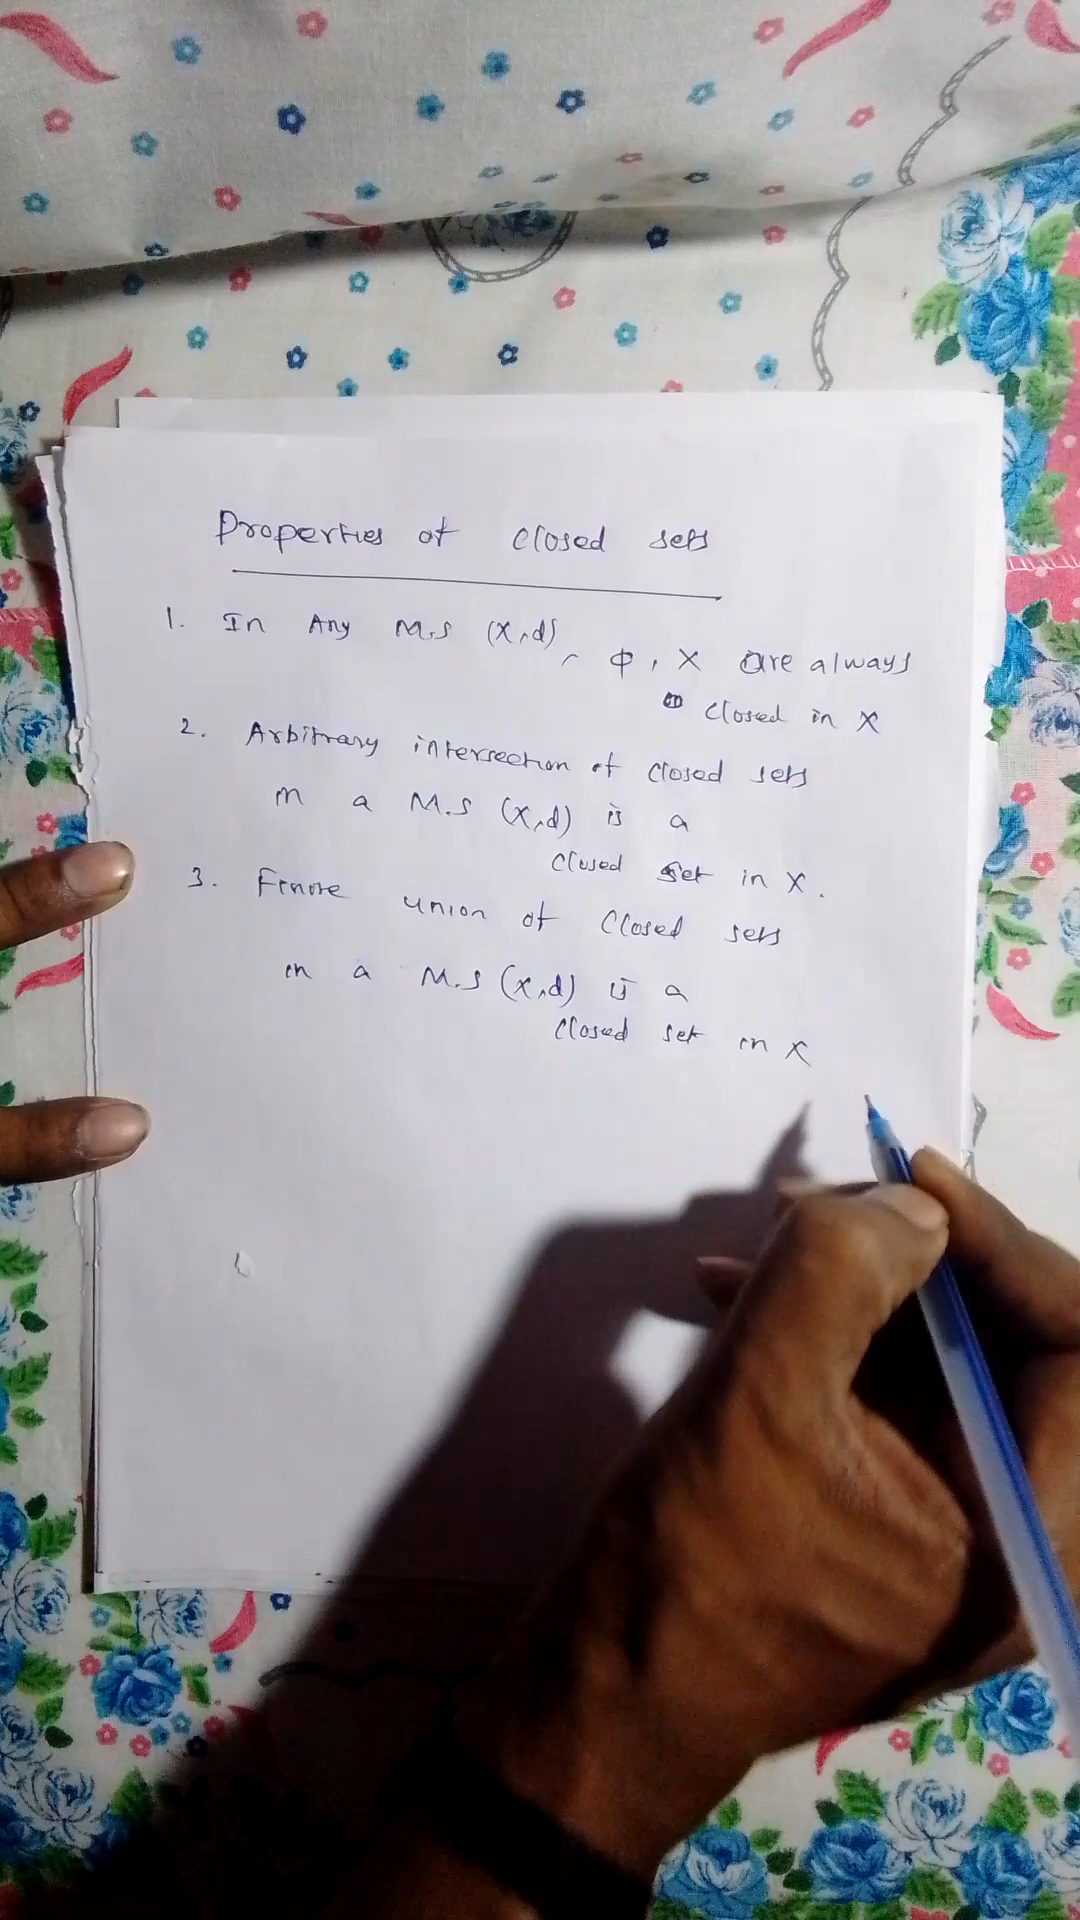 Properties of closed sets
1. In Any M.S (X,d), φ, X are always
closed in X
2. Arbitrary intersection of closed sets
in a M.S (X,d) is a
closed set in X.
3. Finite union of closed sets
in a M.S (X,d) is a
closed set in X